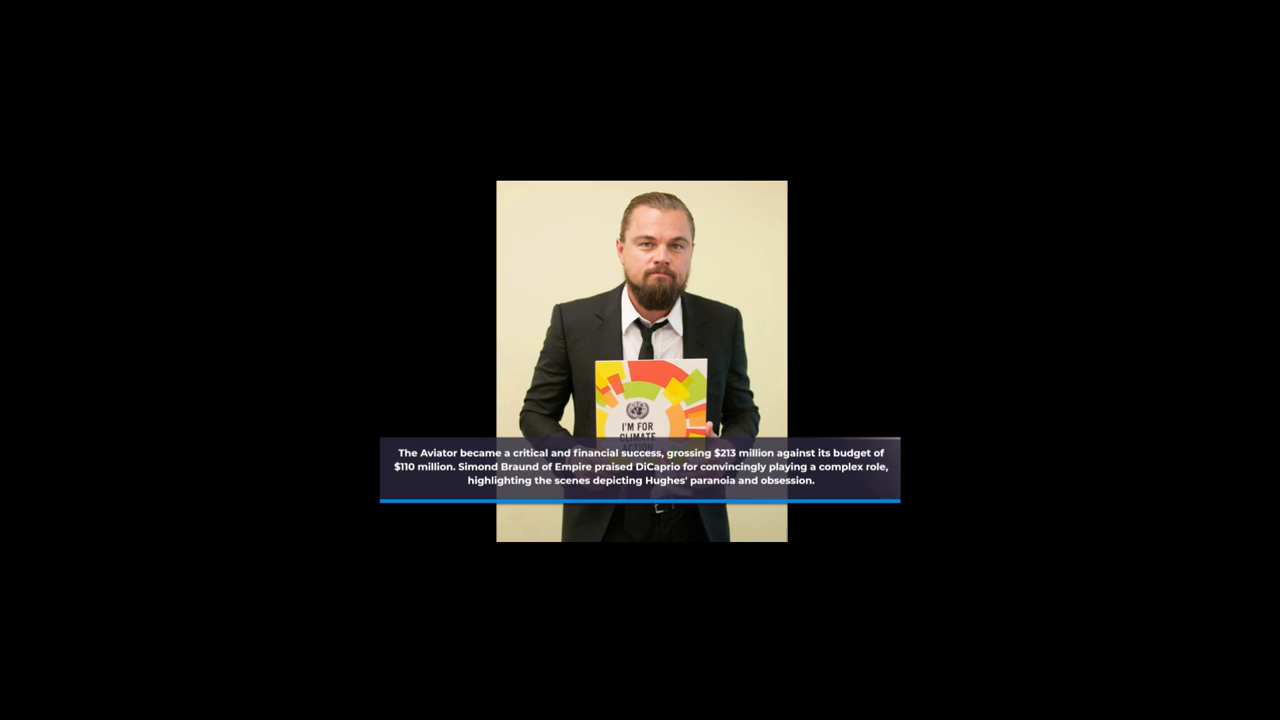 I'M FOR
CLIMATE
ACTION
The Aviator became a critical and financial success, grossing $213 million against its budget of
$110 million. Simond Braund of Empire praised DiCaprio for convincingly playing a complex role,
highlighting the scenes depicting Hughes' paranoia and obsession.